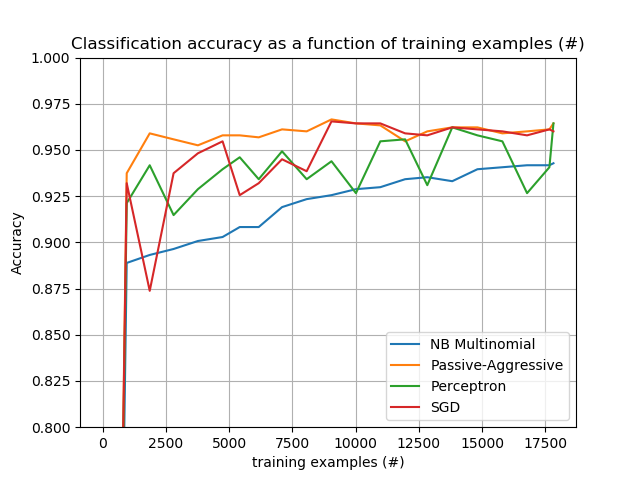 Classification accuracy as a function of training examples (#)
1.000
0.975
0.950
0.925
0.900
0.875
0.850
0.825
0.800
Accuracy
NB Multinomial
Passive-Aggressive
Perceptron
SGD
0 2500 5000 7500 10000 12500 15000 17500
training examples (#)